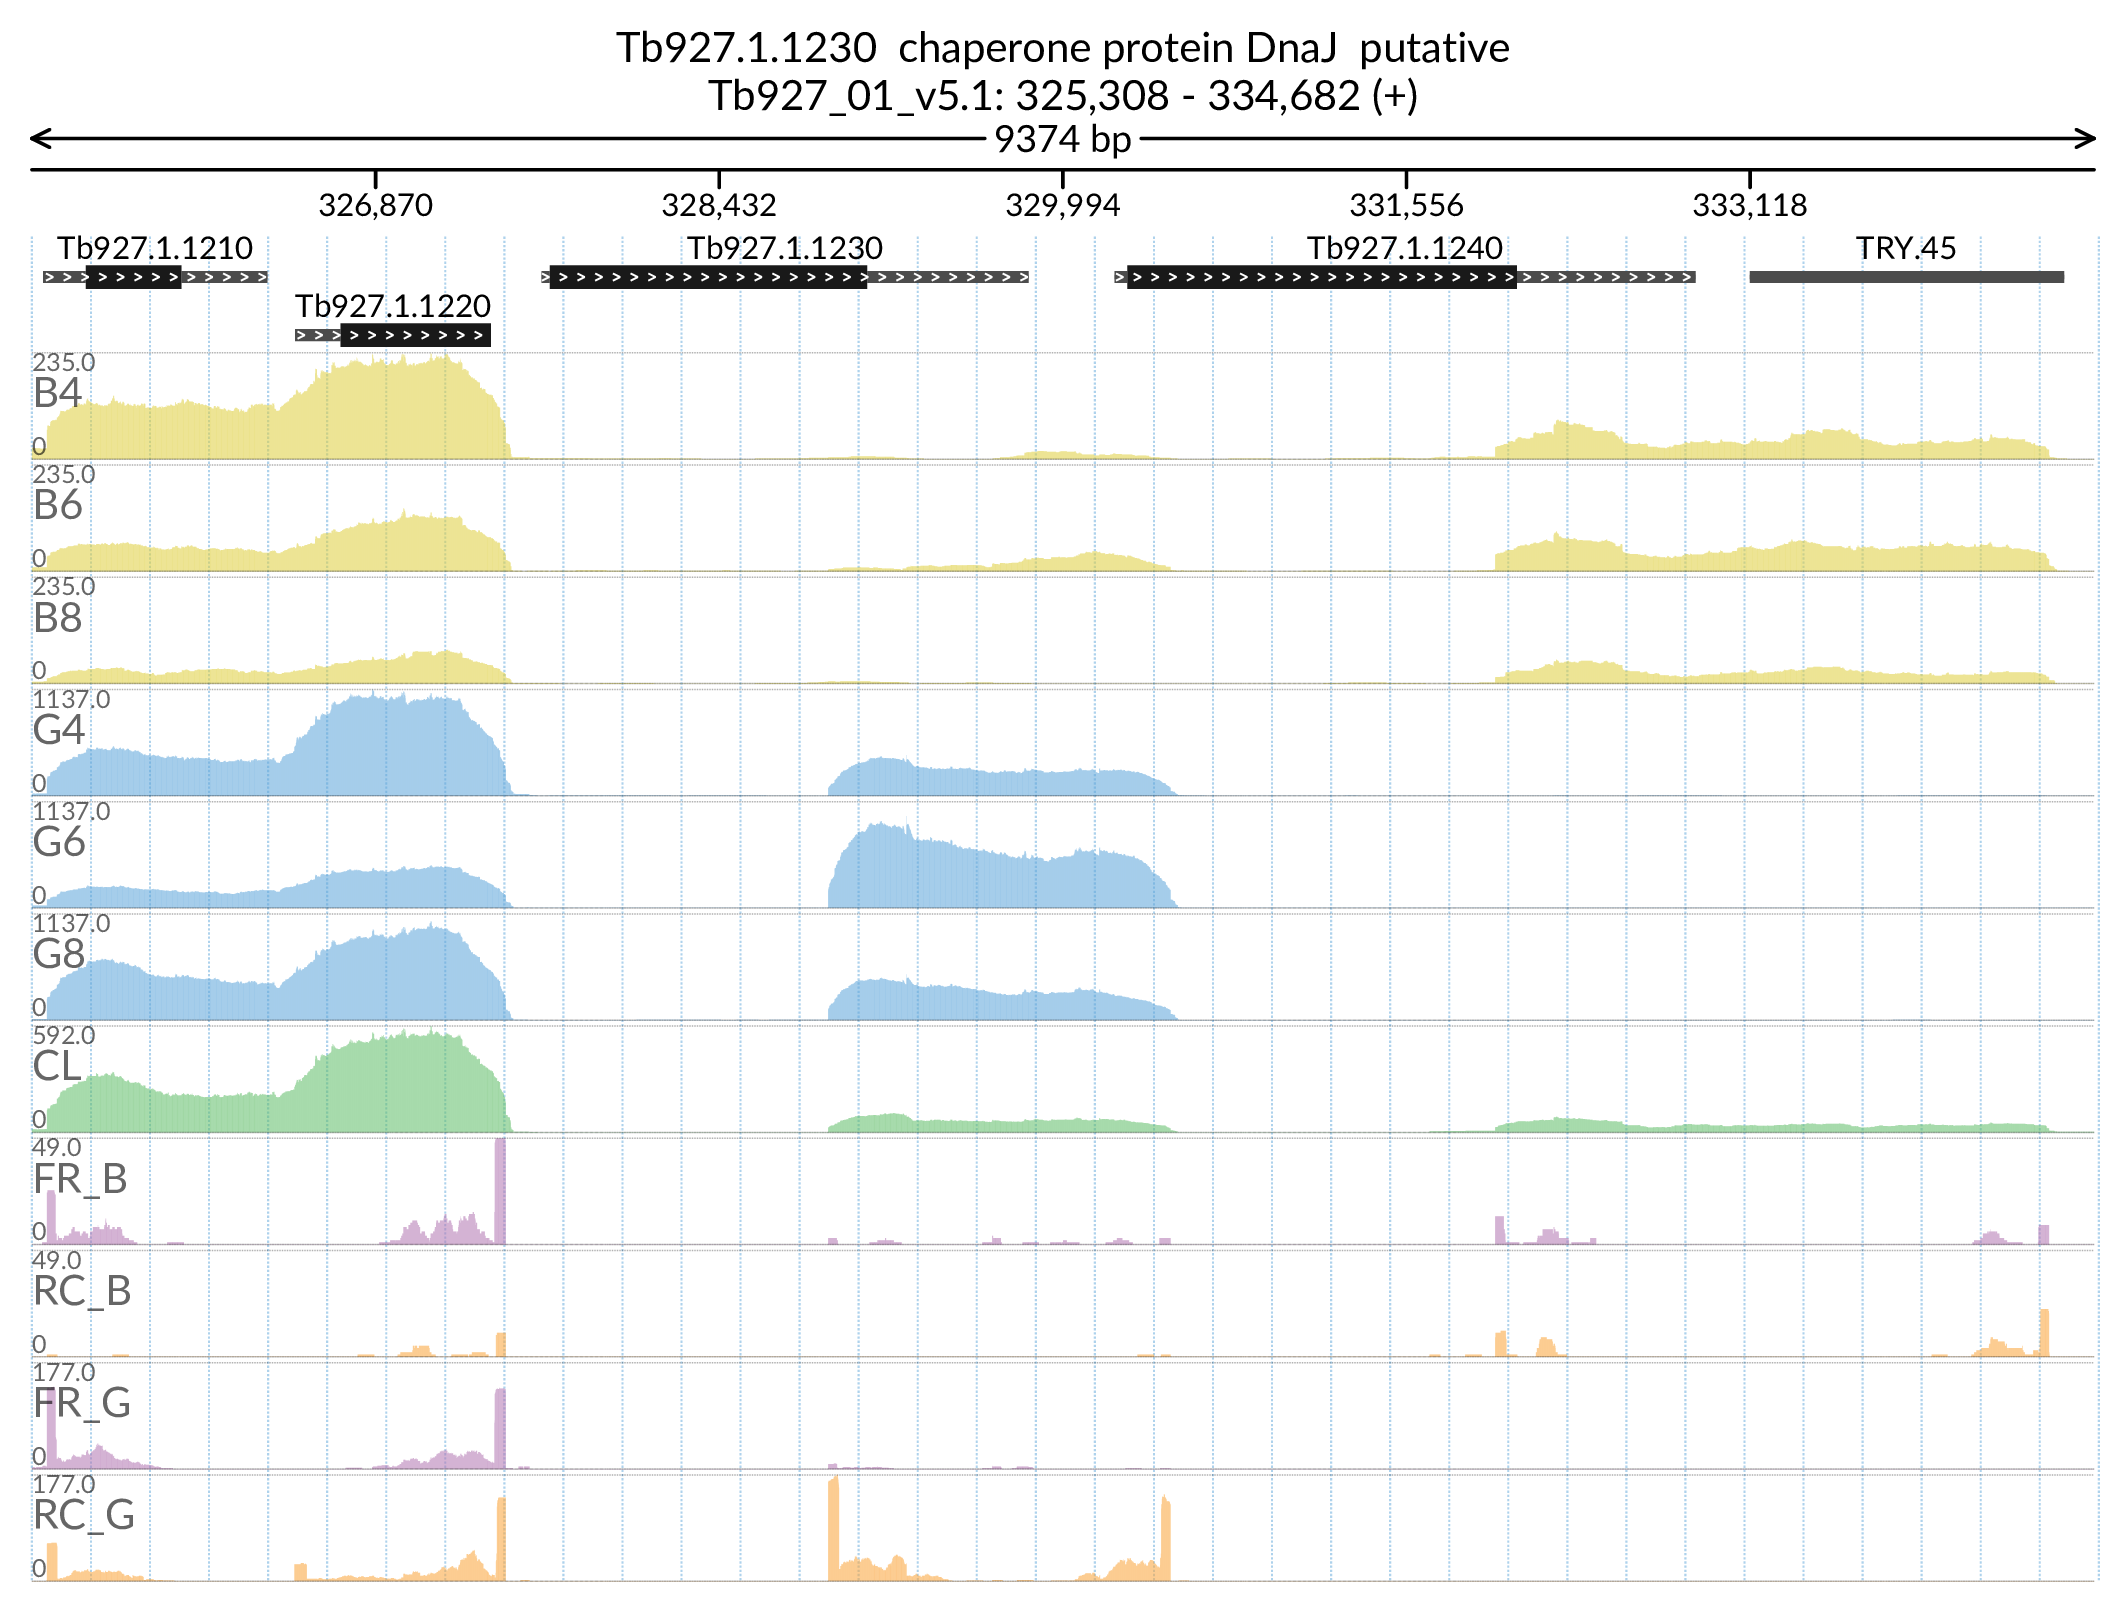 Tb927.1.1230  chaperone protein DnaJ  putative
Tb927_01_v5.1: 325,308 - 334,682 (+)
9374 bp
326,870 328,432 329,994 331,556 333,118
Tb927.1.1210 Tb927.1.1230 Tb927.1.1240 TRY.45
Tb927.1.1220
235.0
B4
0
235.0
B6
0
235.0
B8
0
1137.0
G4
0
1137.0
G6
0
1137.0
G8
0
592.0
CL
0
49.0
FR_B
0
49.0
RC_B
0
177.0
FR_G
0
177.0
RC_G
0